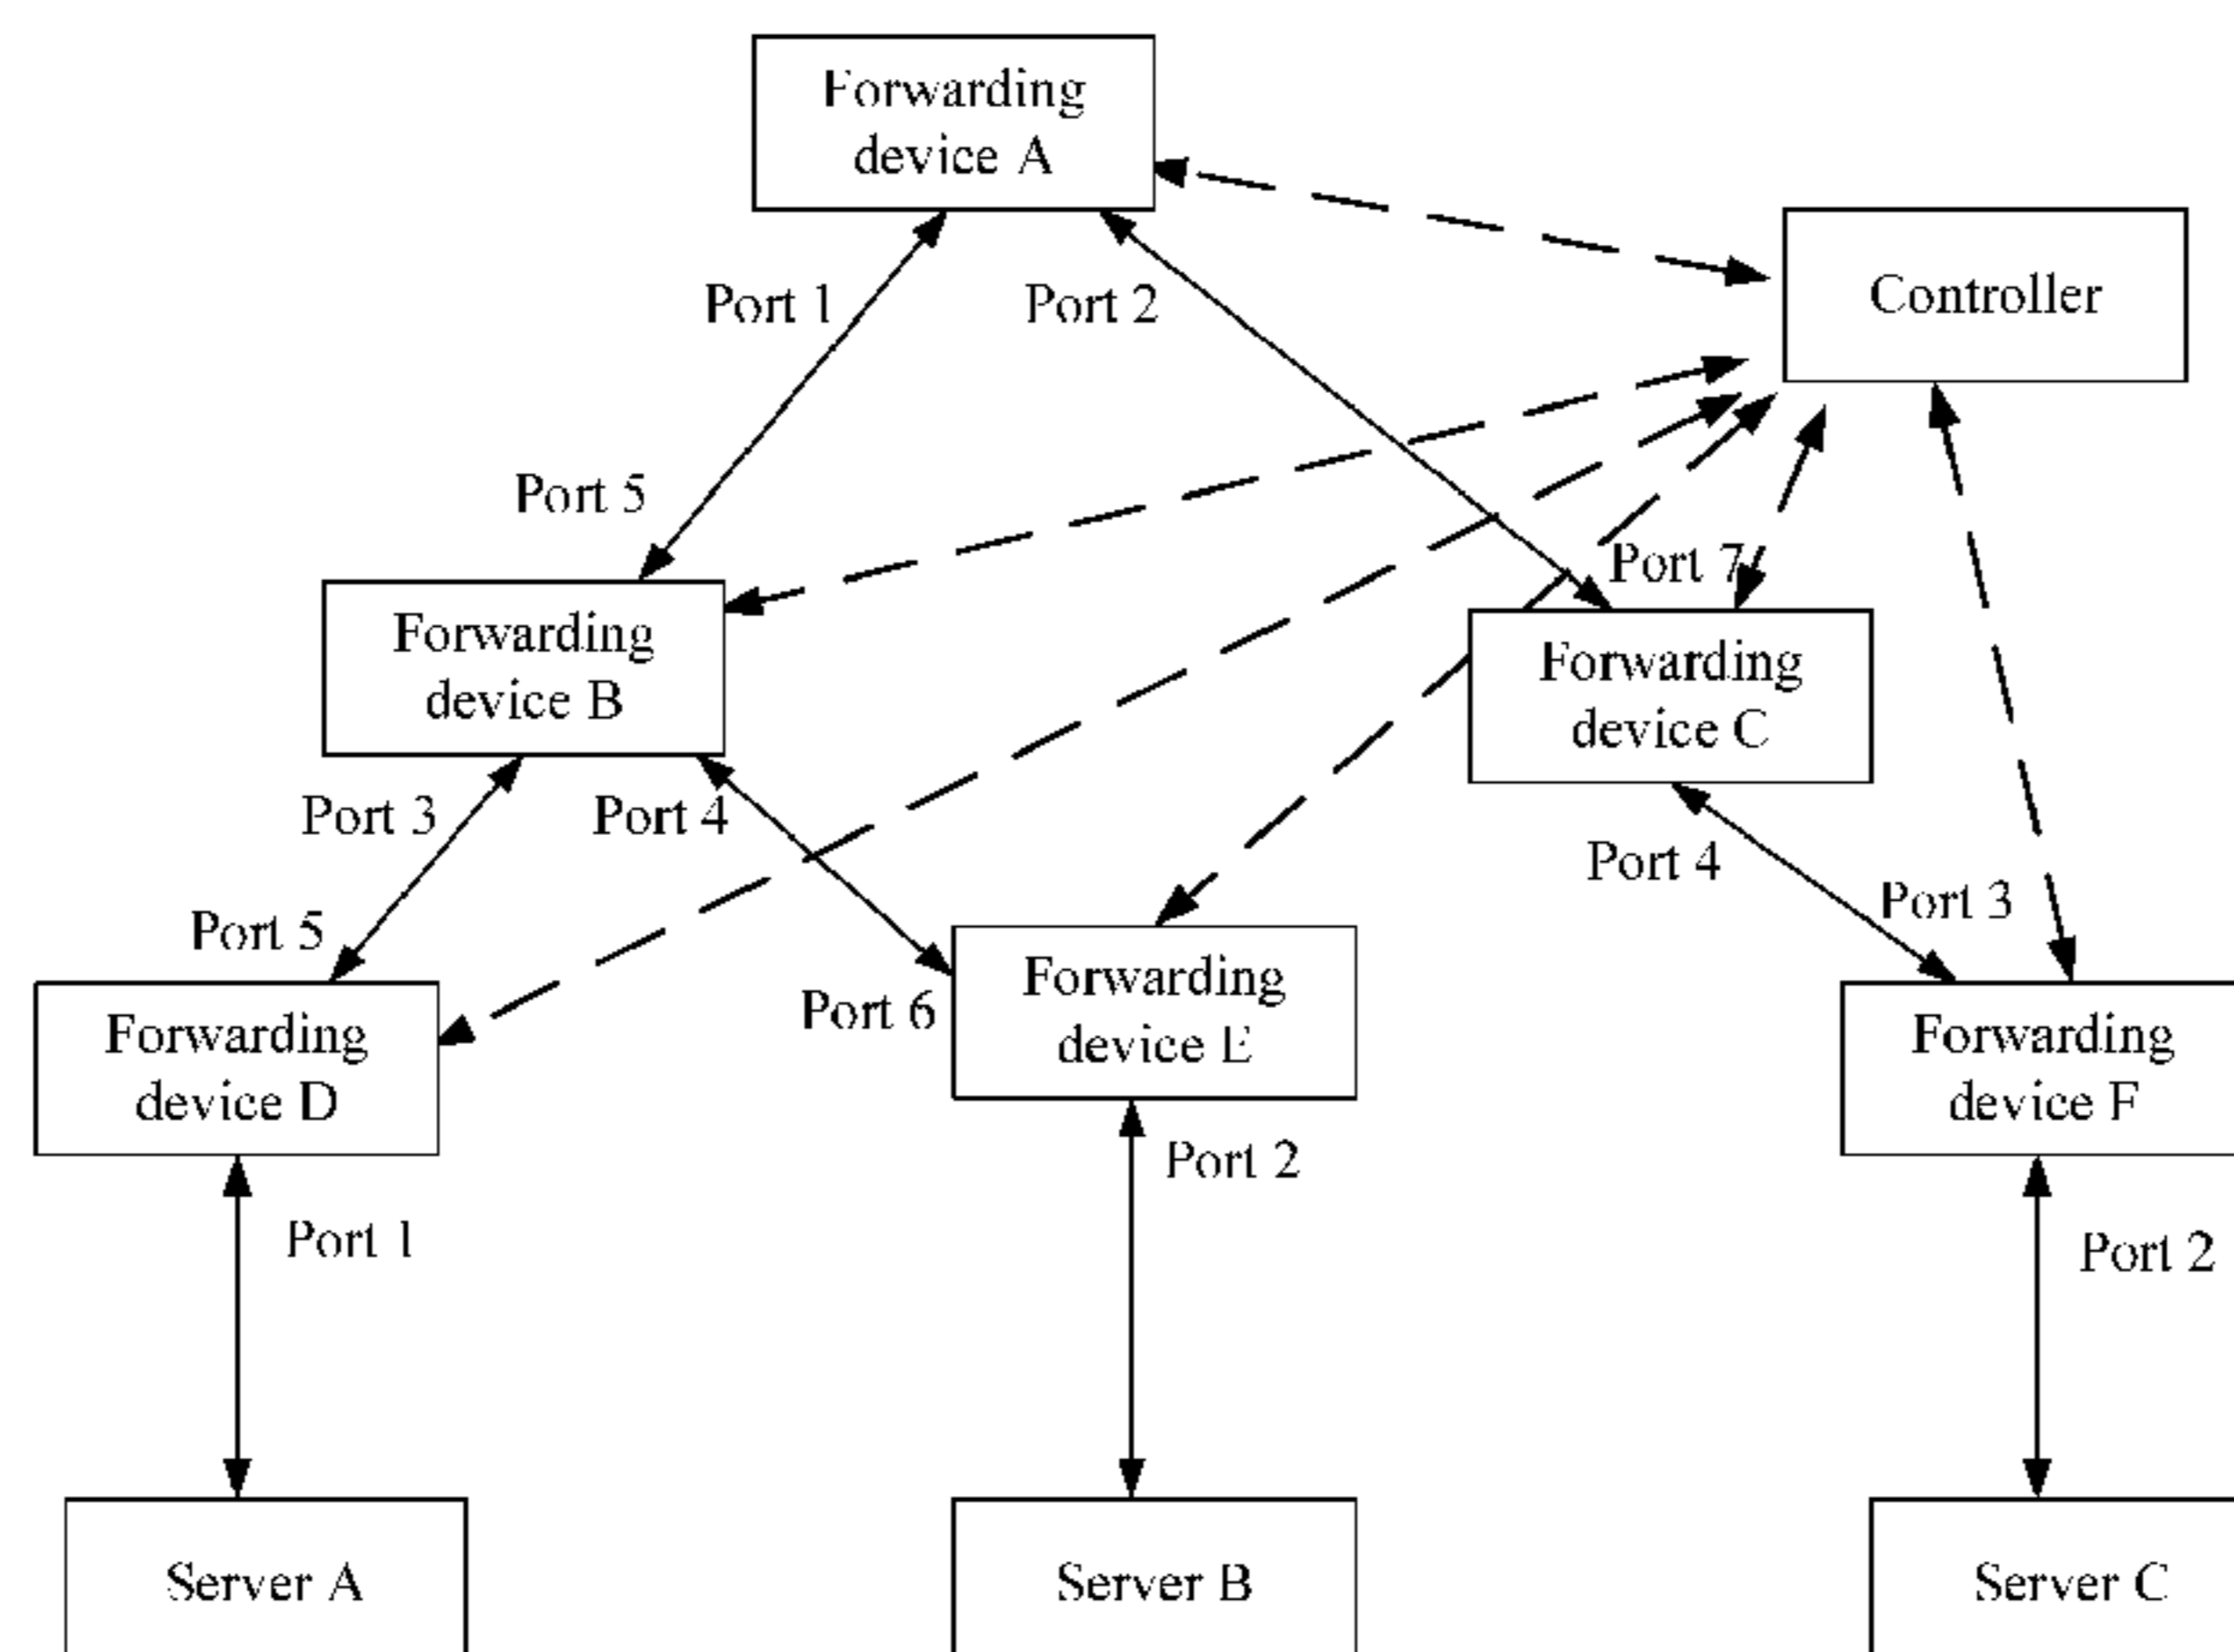 Forwarding
device A
Controller
Port 1
Port 2
Port 5
Port 7
Forwarding
device B
Forwarding
device C
Port 3
Port 4
Port 4
Port 3
Port 5
Port 6
Forwarding
device D
Forwarding
device E
Forwarding
device F
Port 1
Port 2
Port 2
Server A
Server B
Server C